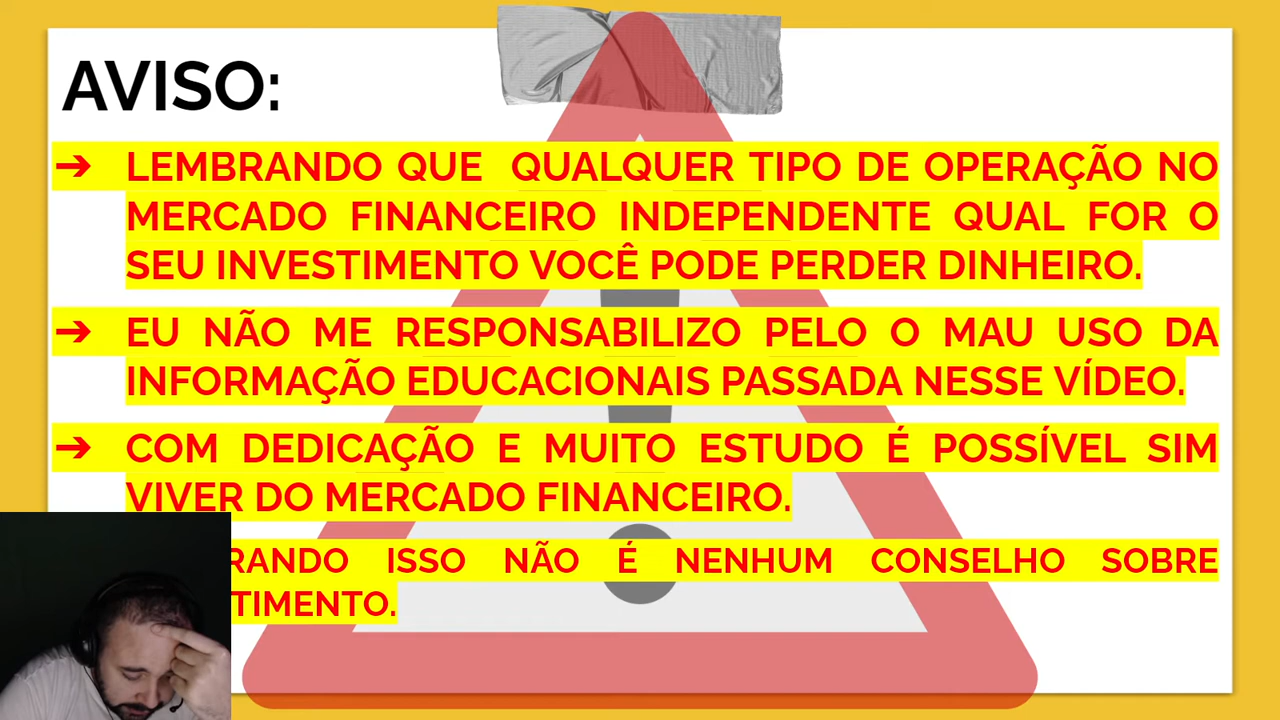 AVISO:
➔ LEMBRANDO QUE QUALQUER TIPO DE OPERAÇÃO NO
MERCADO FINANCEIRO INDEPENDENTE QUAL FOR O
SEU INVESTIMENTO VOCÊ PODE PERDER DINHEIRO.
➔ EU NÃO ME RESPONSABILIZO PELO O MAU USO DA
INFORMAÇÃO EDUCACIONAIS PASSADA NESSE VÍDEO.
➔ COM DEDICAÇÃO E MUITO ESTUDO É POSSÍVEL SIM
VIVER DO MERCADO FINANCEIRO.
RANDO ISSO NÃO É NENHUM CONSELHO SOBRE
TIMENTO.